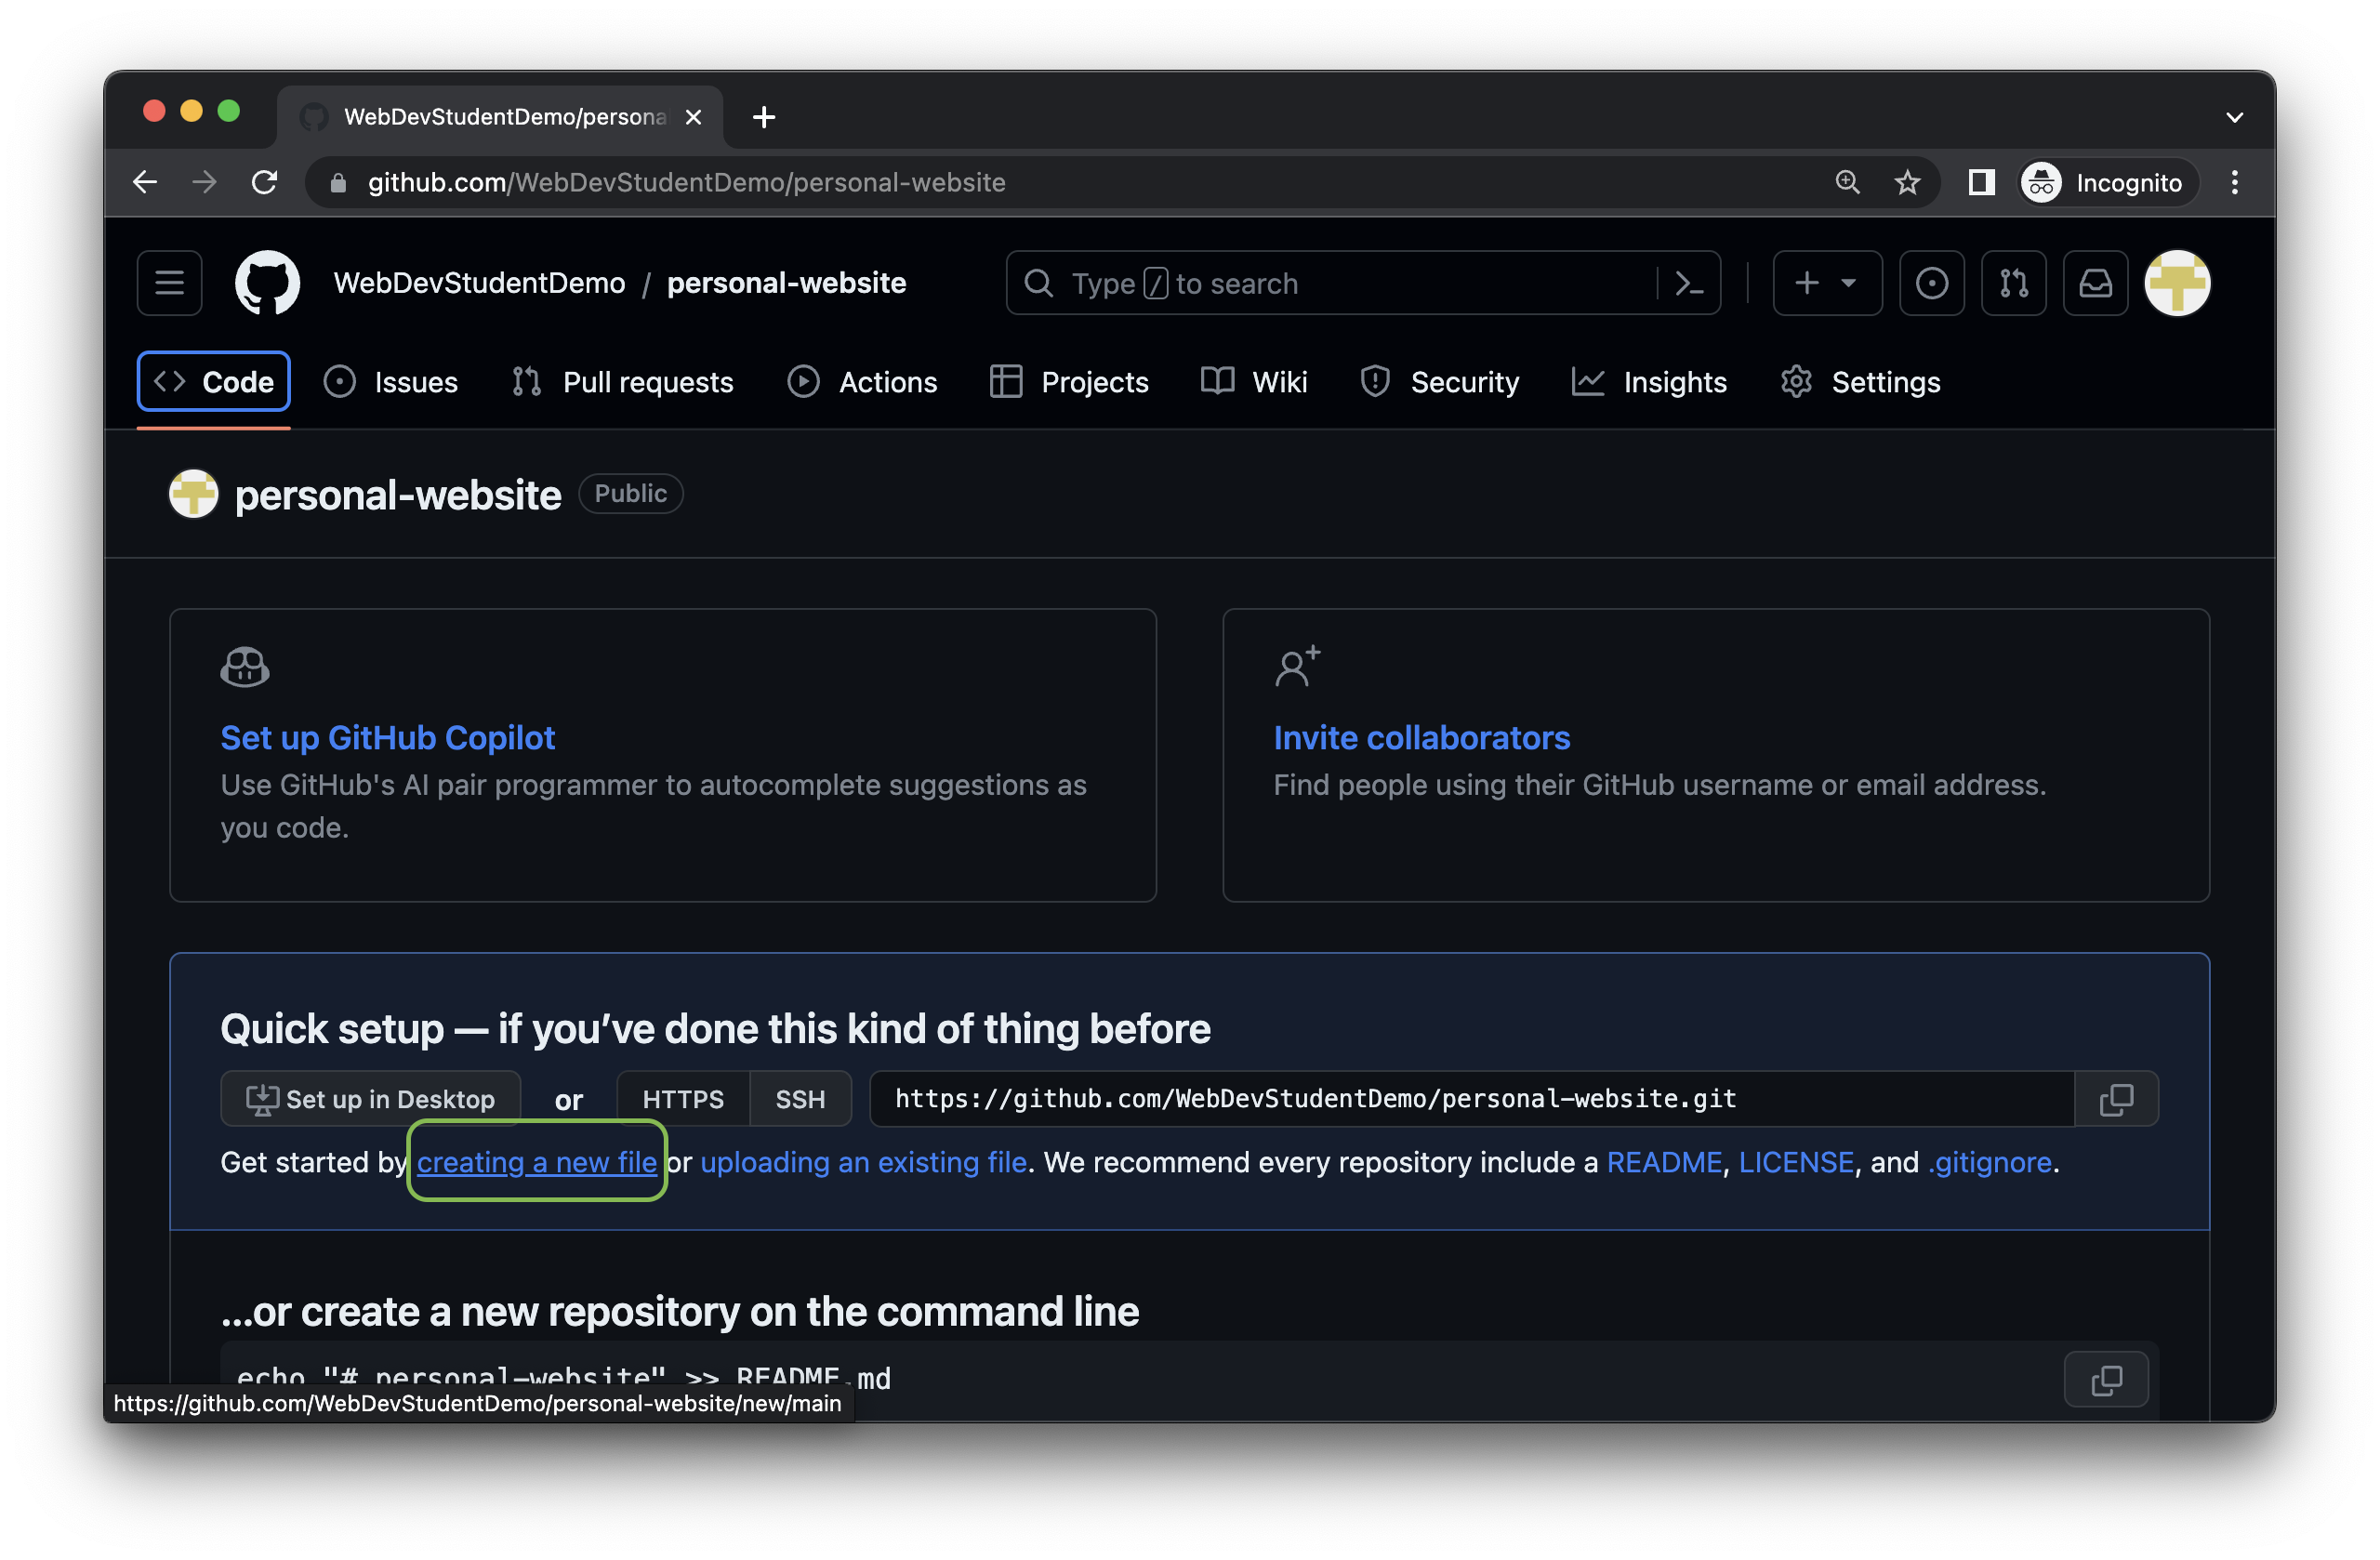 WebDevStudentDemo/persona
github.com/WebDevStudentDemo/personal-website
Incognito
WebDevStudentDemo / personal-website
Type / to search
Code Issues Pull requests Actions Projects Wiki Security Insights Settings
personal-website Public
Set up GitHub Copilot
Use GitHub's AI pair programmer to autocomplete suggestions as
you code.
Invite collaborators
Find people using their GitHub username or email address.
Quick setup — if you’ve done this kind of thing before
Set up in Desktop or HTTPS SSH https://github.com/WebDevStudentDemo/personal-website.git
Get started by creating a new file or uploading an existing file. We recommend every repository include a README, LICENSE, and .gitignore.
…or create a new repository on the command line
echo "# personal-website" >> README.md
https://github.com/WebDevStudentDemo/personal-website/new/main